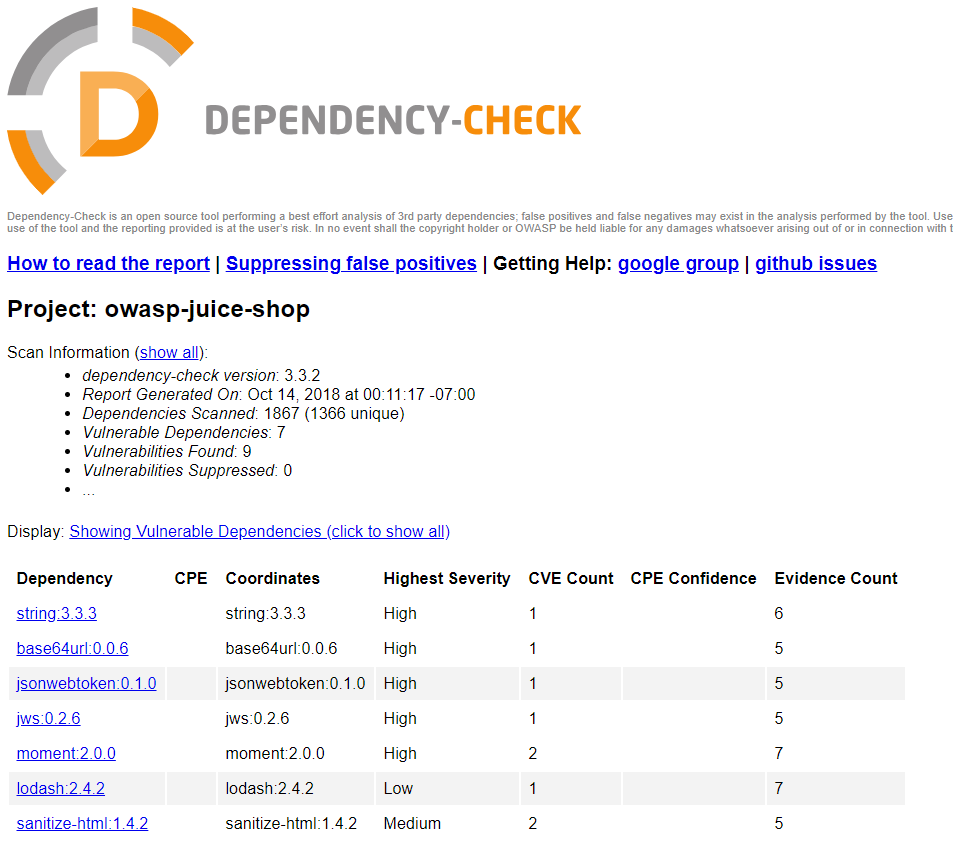 DEPENDENCY-CHECK
Dependency-Check is an open source tool performing a best effort analysis of 3rd party dependencies; false positives and false negatives may exist in the analysis performed by the tool. Use
use of the tool and the reporting provided is at the user's risk. In no event shall the copyright holder or OWASP be held liable for any damages whatsoever arising out of or in connection with t
How to read the report | Suppressing false positives | Getting Help: google group | github issues
Project: owasp-juice-shop
Scan Information (show all):
• dependency-check version: 3.3.2
• Report Generated On: Oct 14, 2018 at 00:11:17 -07:00
• Dependencies Scanned: 1867 (1366 unique)
• Vulnerable Dependencies: 7
• Vulnerabilities Found: 9
• Vulnerabilities Suppressed: 0
• ...
Display: Showing Vulnerable Dependencies (click to show all)
Dependency CPE Coordinates Highest Severity CVE Count CPE Confidence Evidence Count
string:3.3.3 string:3.3.3 High 1 6
base64url:0.0.6 base64url:0.0.6 High 1 5
jsonwebtoken:0.1.0 jsonwebtoken:0.1.0 High 1 5
jws:0.2.6 jws:0.2.6 High 1 5
moment:2.0.0 moment:2.0.0 High 2 7
lodash:2.4.2 lodash:2.4.2 Low 1 7
sanitize-html:1.4.2 sanitize-html:1.4.2 Medium 2 5